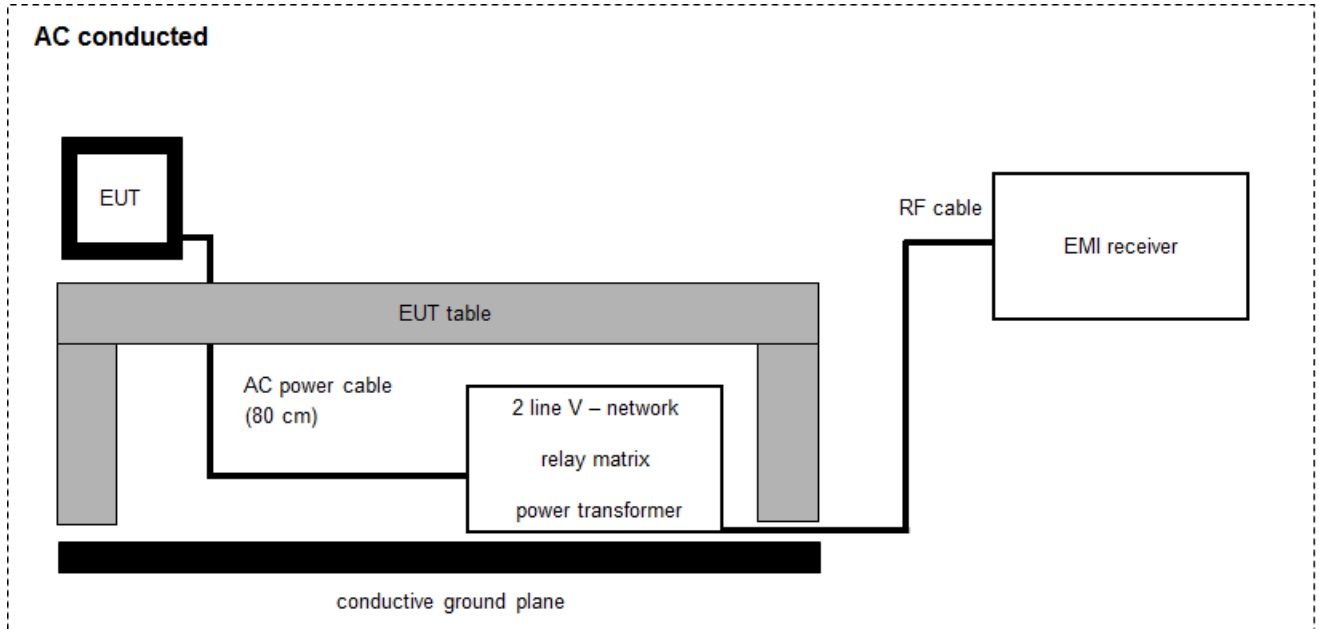 AC conducted
EUT
RF cable
EMI receiver
EUT table
AC power cable
(80 cm)
2 line V – network
relay matrix
power transformer
conductive ground plane